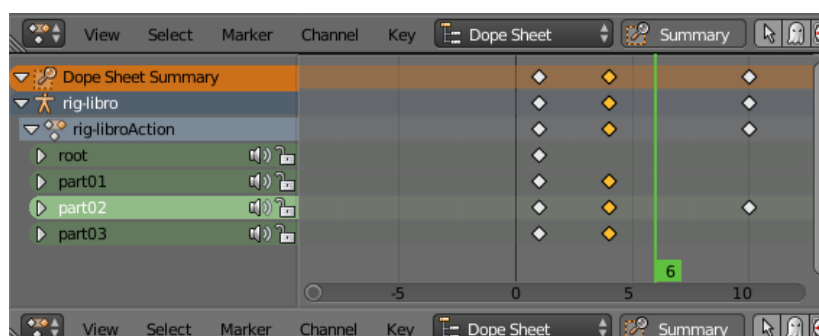 View Select Marker Channel Key Dope Sheet Summary
Dope Sheet Summary
rig-libro
rig-libroAction
root
part01
part02
part03
6
-5 0 5 10
View Select Marker Channel Key Dope Sheet Summary